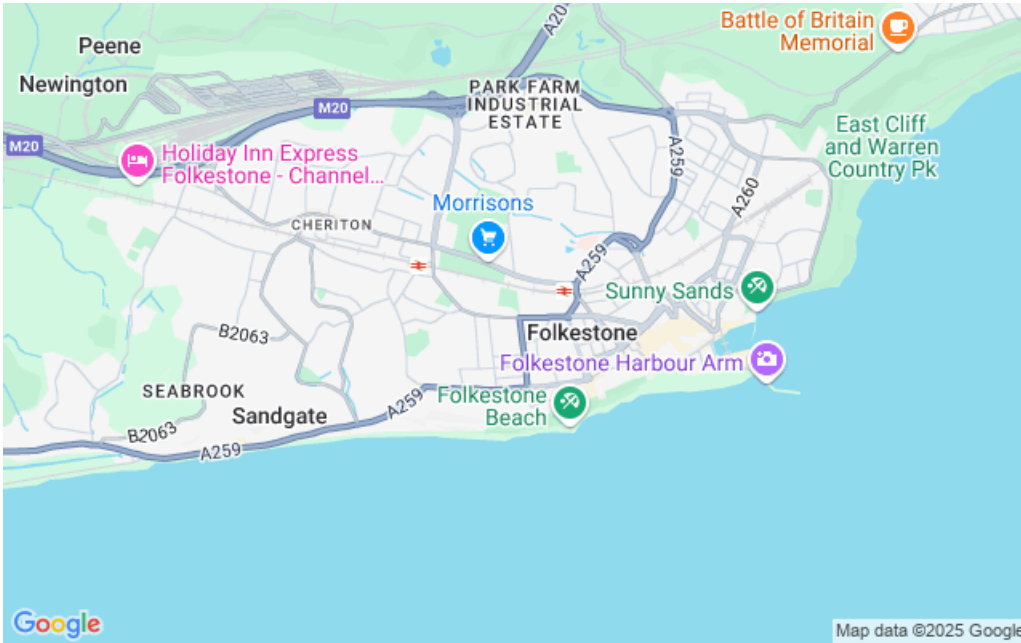 Battle of Britain
Memorial
A20
Peene
Newington
PARK FARM
INDUSTRIAL
ESTATE
M20
M20
East Cliff
and Warren
Country Pk
A259
Holiday Inn Express
Folkestone - Channel...
A260
Morrisons
CHERITON
A259
Sunny Sands
B2063
Folkestone
Folkestone Harbour Arm
SEABROOK
Folkestone
Beach
A259
Sandgate
B2063
A259
Google
Map data ©2025 Google